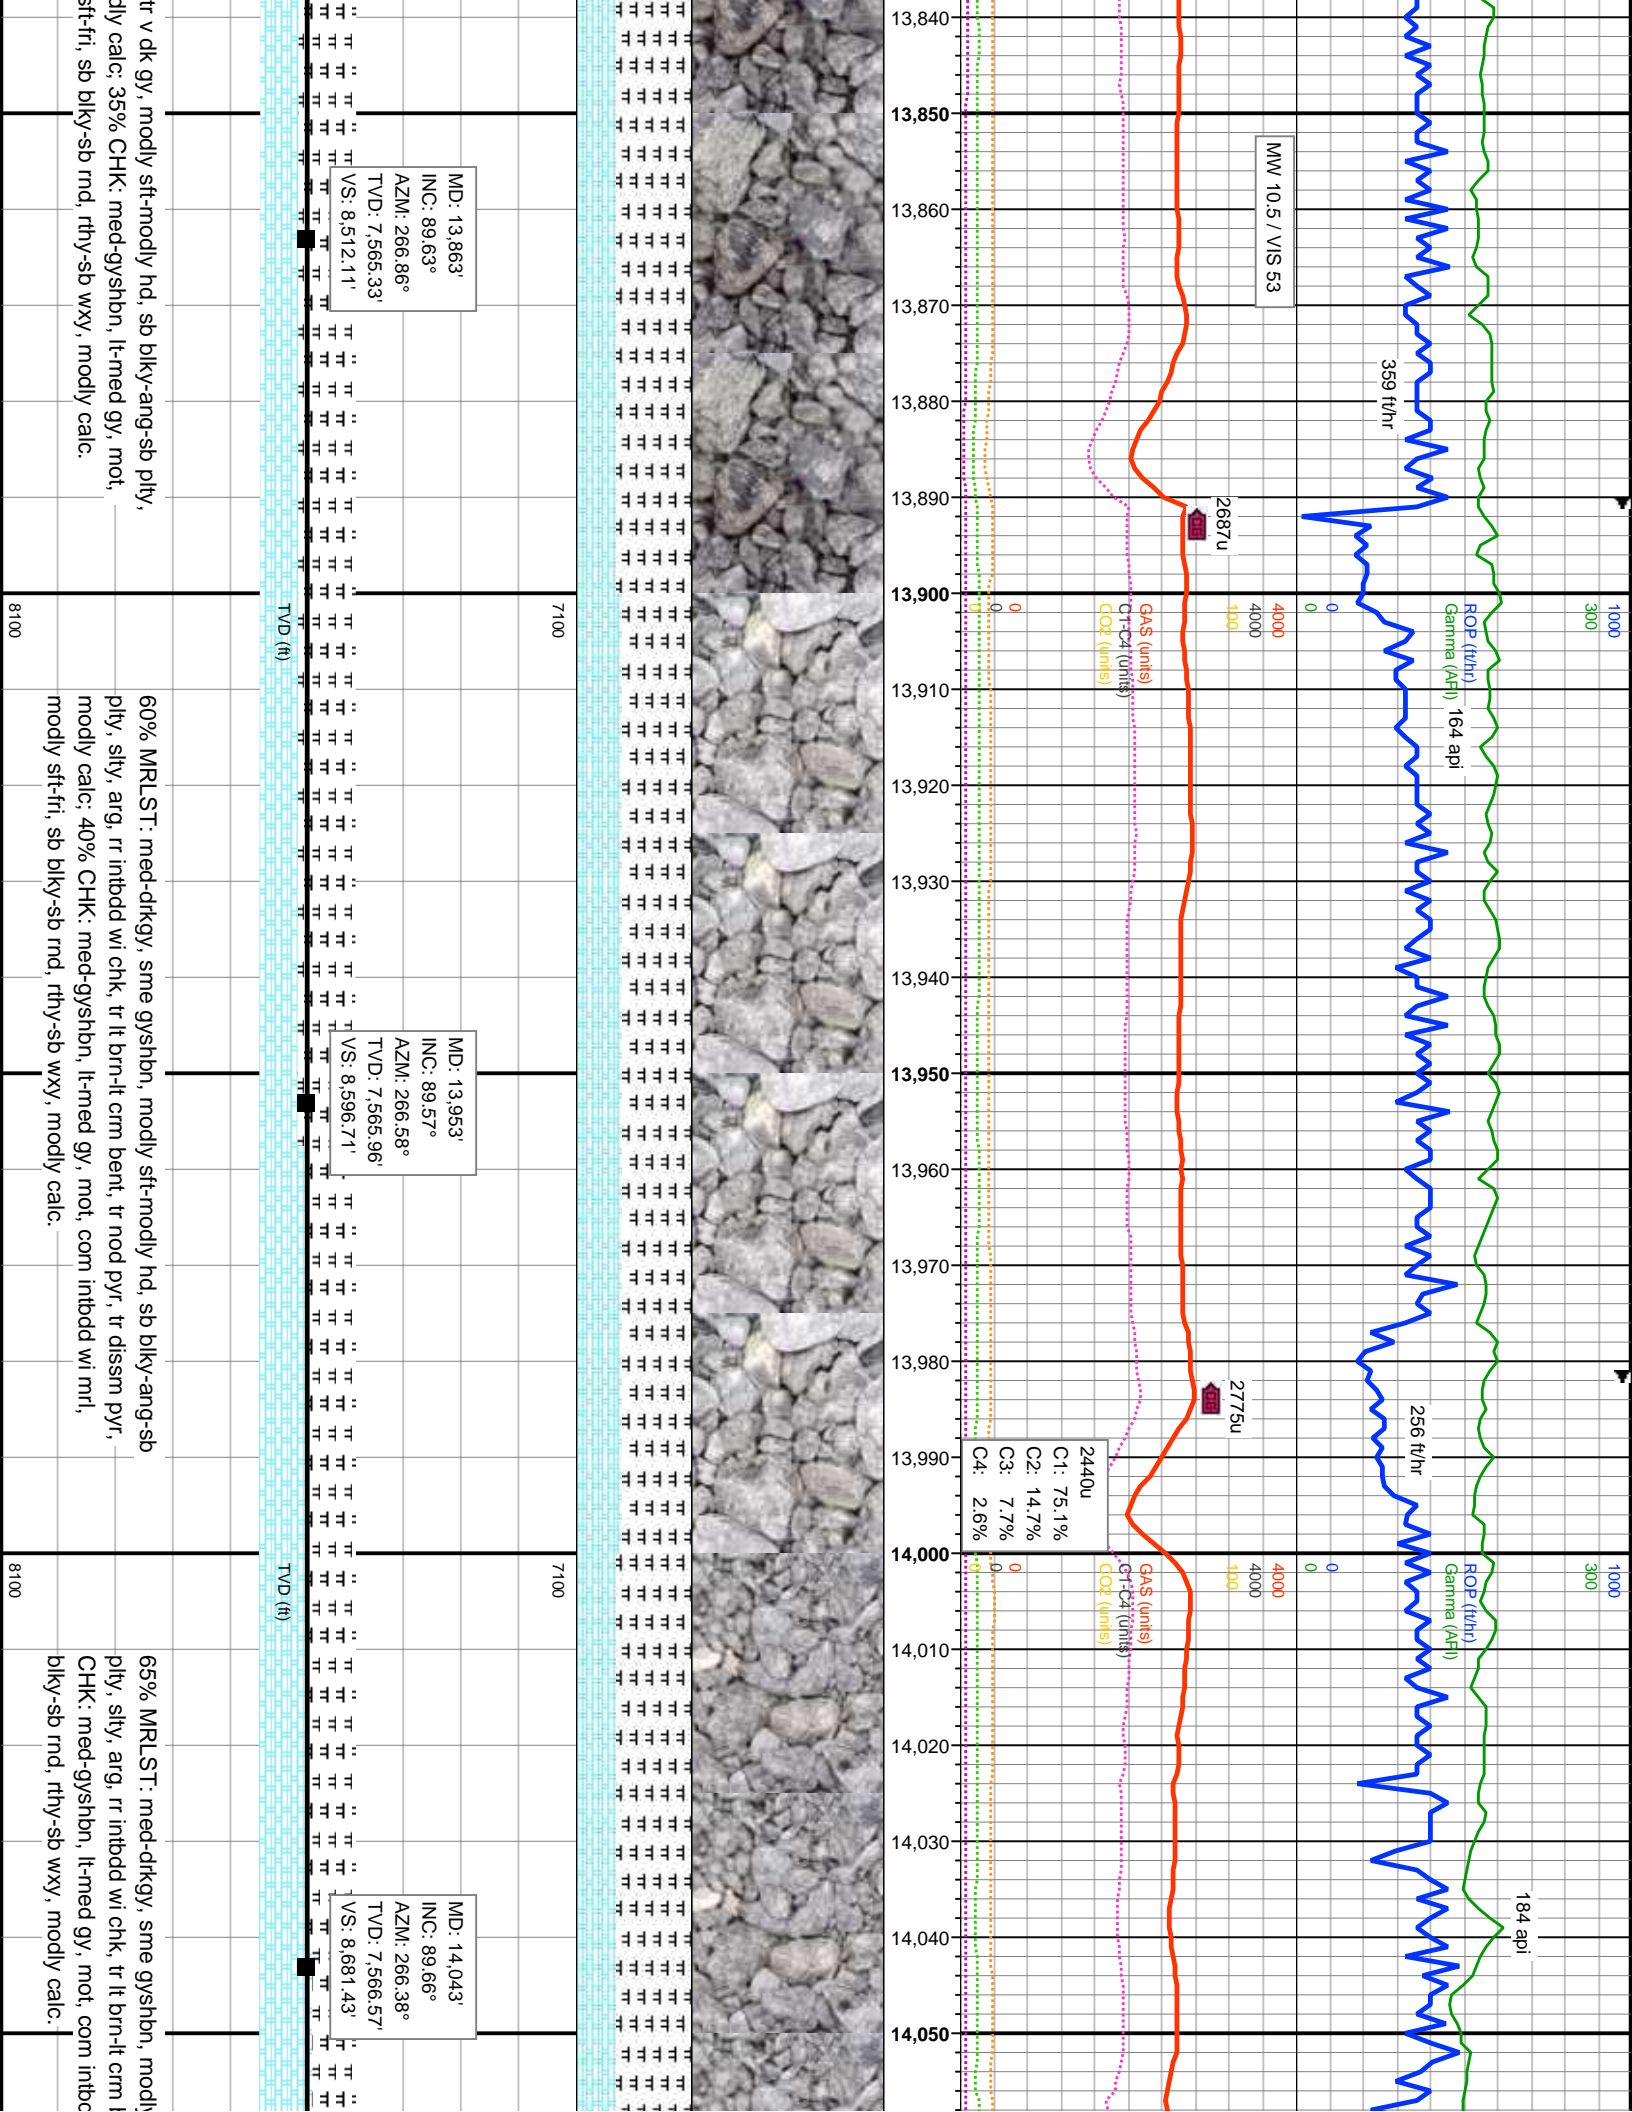 13,840
13,850
13,860
13,870
13,880
13,890
13,900
13,910
13,920
13,930
13,940
13,950
13,960
13,970
13,980
13,990
14,000
14,010
14,020
14,030
14,040
14,050
MW 10.5 / VIS 53
359 ft/hr
2687u
1000
300
ROP (ft/hr)
Gamma (API)
0
0
4000
4000
100
GAS (units)
C1-C4 (units)
CO2 (units)
0
0
0
164 api
2775u
256 ft/hr
2440u
C1: 75.1%
C2: 14.7%
C3: 7.7%
C4: 2.6%
1000
300
ROP (ft/hr)
Gamma (API)
0
0
4000
4000
100
GAS (units)
C1-C4 (units)
CO2 (units)
0
0
0
184 api
MD: 13,863'
INC: 89.63°
AZM: 266.86°
TVD: 7,565.33'
VS: 8,512.11'
MD: 13,953'
INC: 89.57°
AZM: 266.58°
TVD: 7,565.96'
VS: 8,596.71'
MD: 14,043'
INC: 89.66°
AZM: 266.38°
TVD: 7,566.57'
VS: 8,681.43'
7100
TVD (ft)
8100
7100
TVD (ft)
8100
tr v dk gy, modly sft-modly hd, sb blky-ang-sb plty,
dly calc; 35% CHK: med-gyshbn, lt-med gy, mot,
sft-fri, sb blky-sb rnd, rthy-sb wxy, modly calc.
60% MRLST: med-drkgy, sme gyshbn, modly sft-modly hd, sb blky-ang-sb
plty, slty, arg, rr intbdd wi chk, tr lt brn-lt crm bent, tr nod pyr, tr dissm pyr,
modly calc; 40% CHK: med-gyshbn, lt-med gy, mot, com intbdd wi mrl,
modly sft-fri, sb blky-sb rnd, rthy-sb wxy, modly calc.
65% MRLST: med-drkgy, sme gyshbn, modly
plty, slty, arg, rr intbdd wi chk, tr lt brn-lt crm
CHK: med-gyshbn, lt-med gy, mot, com intbd
blky-sb rnd, rthy-sb wxy, modly calc.